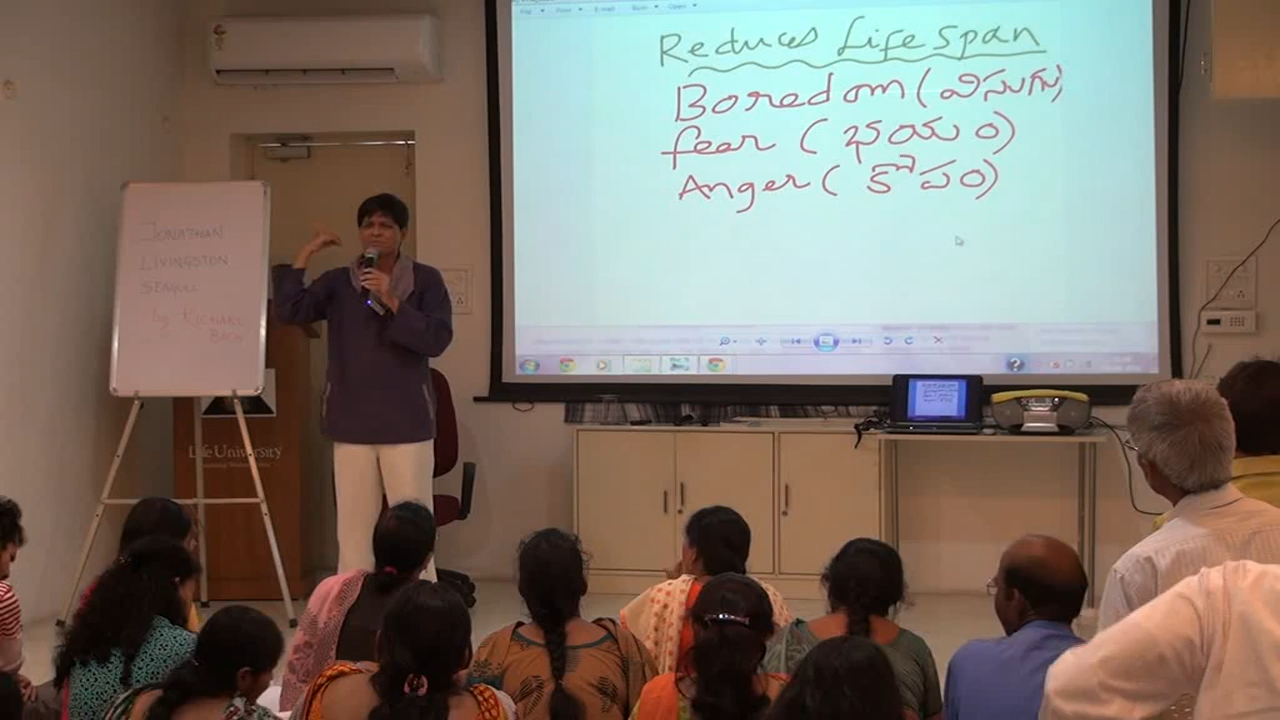 JONATHAN
LIVINGSTON
SEAGULL
by RICHARD
BACH
Life University
Reduces Life span
Boredom (విసుగు)
fear (భయం)
Anger (కోపం)